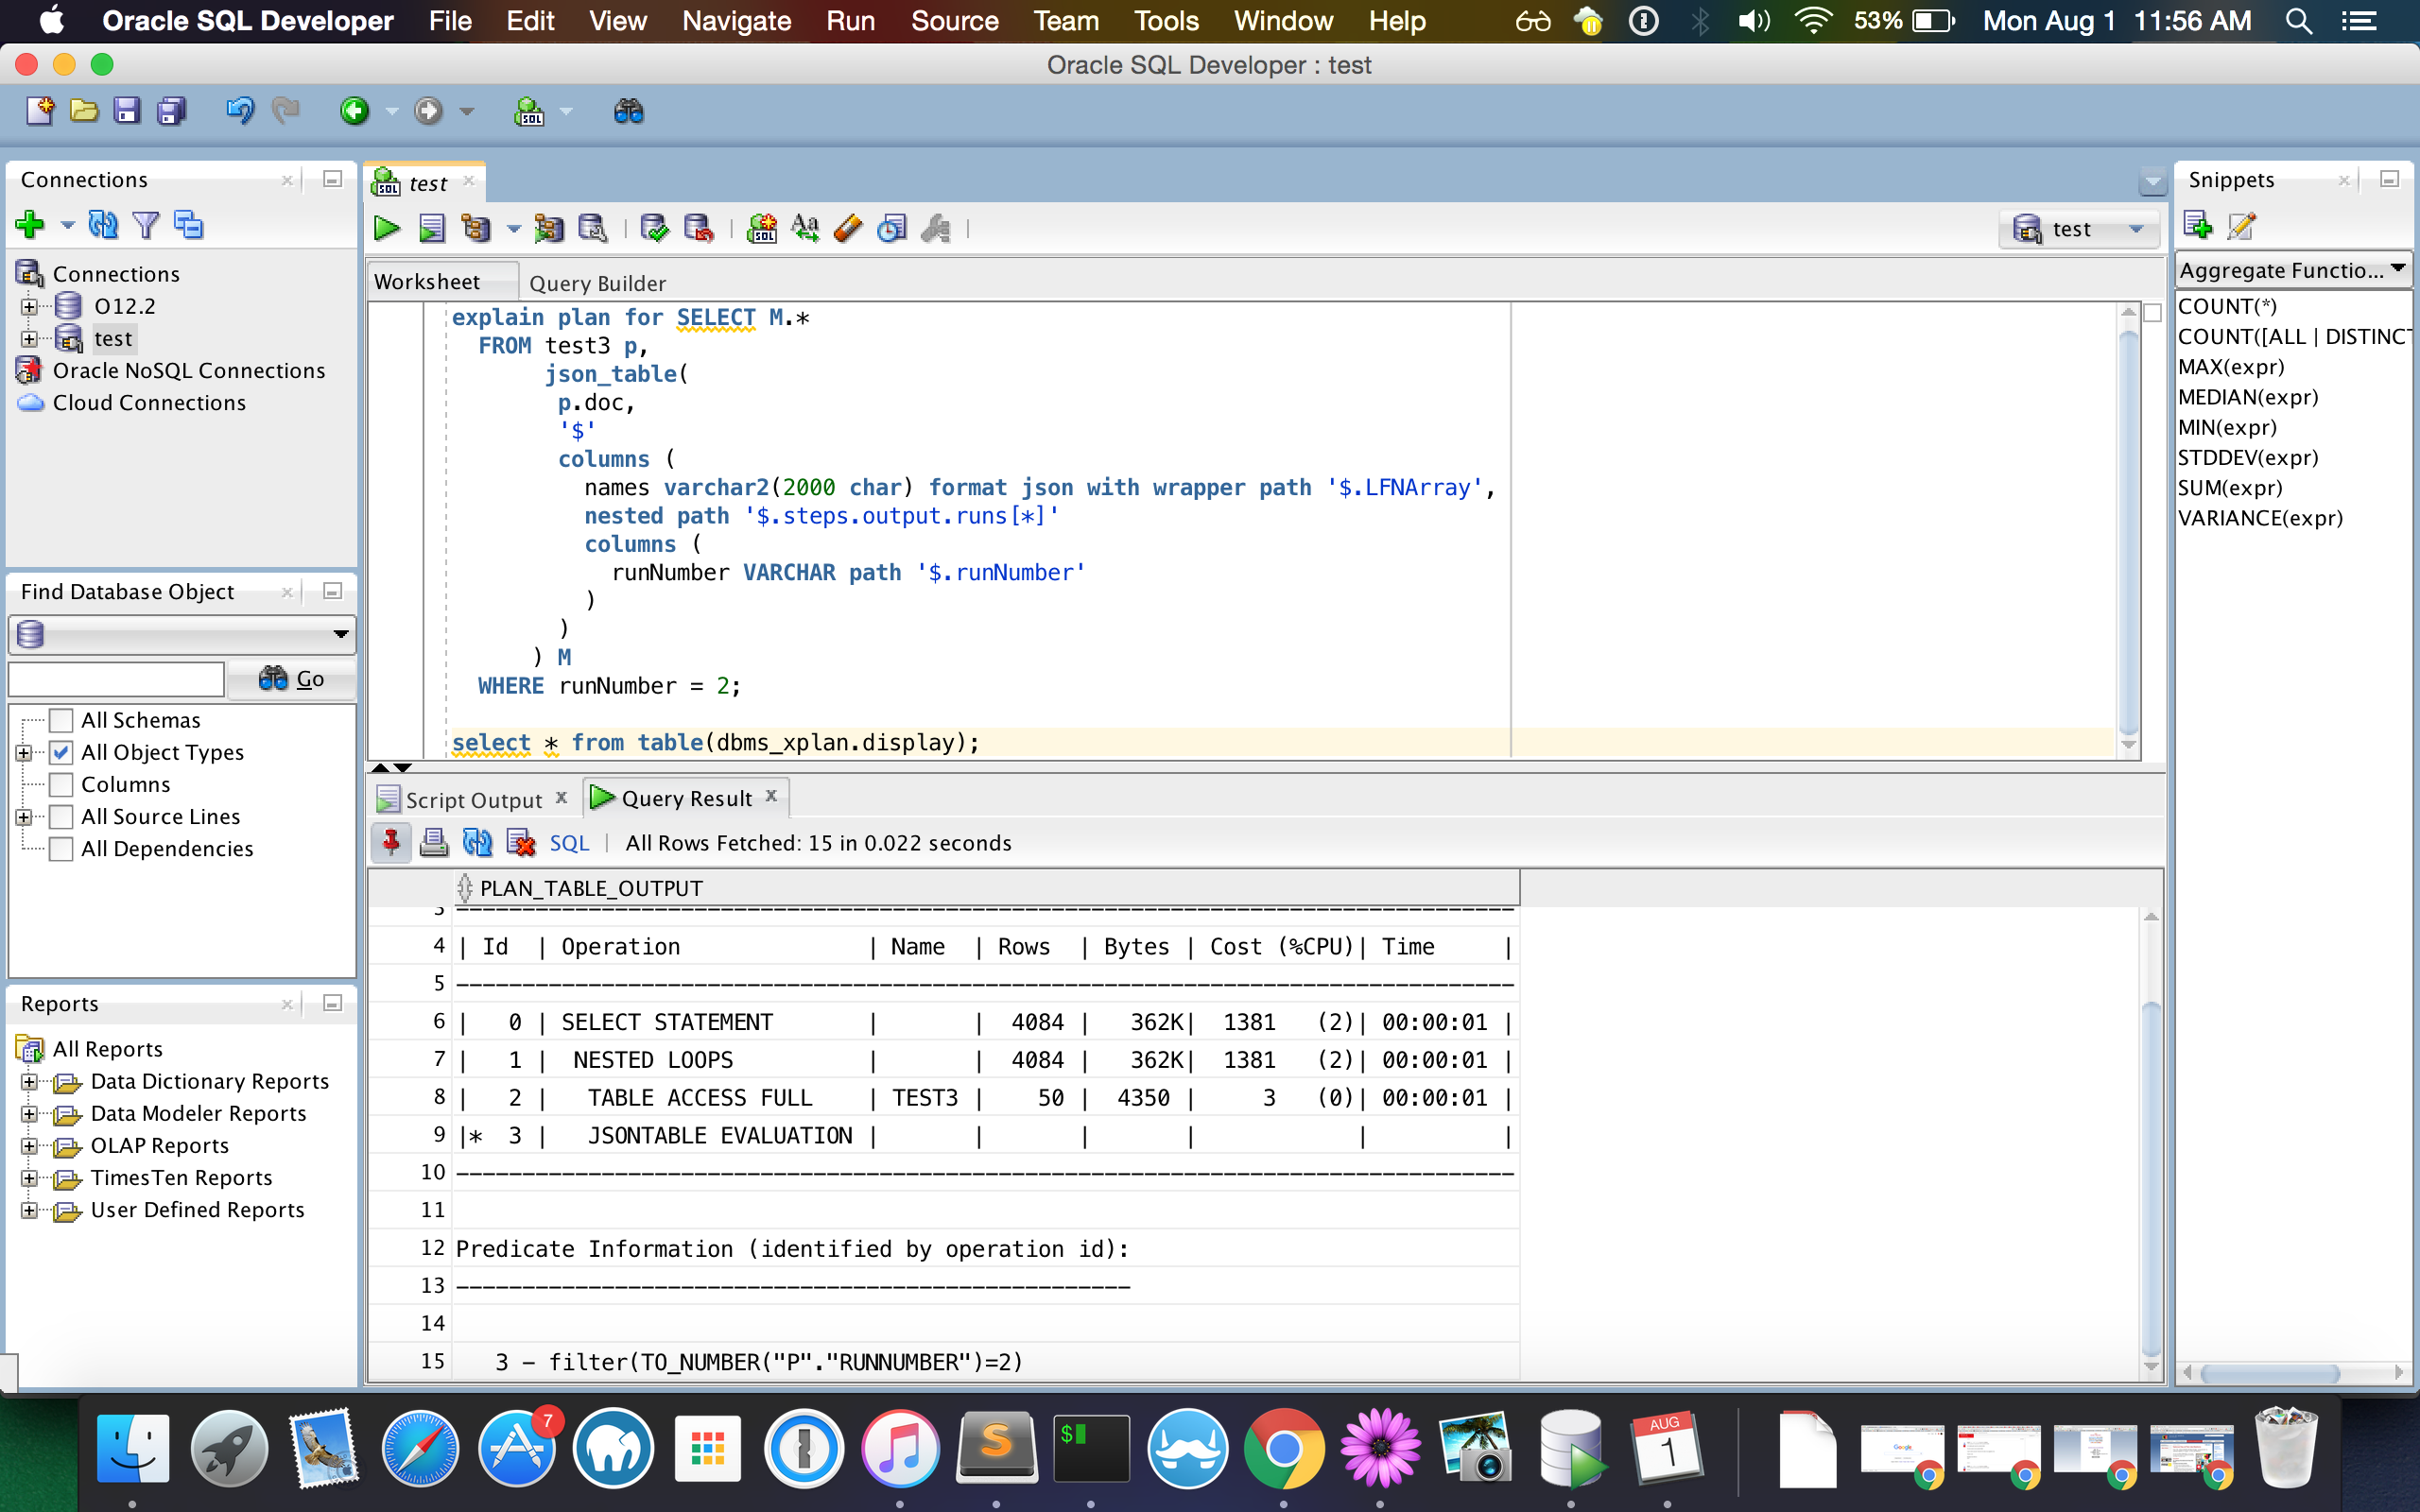 Oracle SQL Developer File Edit View Navigate Run Source Team Tools Window Help 53% Mon Aug 1 11:56 AM
Oracle SQL Developer : test
Connections
Connections
O12.2
test
Oracle NoSQL Connections
Cloud Connections
Find Database Object
Go
All Schemas
All Object Types
Columns
All Source Lines
All Dependencies
Reports
All Reports
Data Dictionary Reports
Data Modeler Reports
OLAP Reports
TimesTen Reports
User Defined Reports
test
test
Worksheet Query Builder
explain plan for SELECT M.*
FROM test3 p,
json_table(
p.doc,
'$'
columns (
names varchar2(2000 char) format json with wrapper path '$.LFNArray',
nested path '$.steps.output.runs[*]'
columns (
runNumber VARCHAR path '$.runNumber'
)
)
) M
WHERE runNumber = 2;
select * from table(dbms_xplan.display);
Script Output Query Result
SQL | All Rows Fetched: 15 in 0.022 seconds
PLAN_TABLE_OUTPUT
3 --------------------------------------------------------------------------------
4 | Id | Operation | Name | Rows | Bytes | Cost (%CPU)| Time |
5 --------------------------------------------------------------------------------
6 | 0 | SELECT STATEMENT | | 4084 | 362K| 1381 (2)| 00:00:01 |
7 | 1 | NESTED LOOPS | | 4084 | 362K| 1381 (2)| 00:00:01 |
8 | 2 | TABLE ACCESS FULL | TEST3 | 50 | 4350 | 3 (0)| 00:00:01 |
9 |* 3 | JSONTABLE EVALUATION | | | | | |
10 --------------------------------------------------------------------------------
11
12 Predicate Information (identified by operation id):
13 ---------------------------------------------------
14
15 3 - filter(TO_NUMBER("P"."RUNNUMBER")=2)
Snippets
Aggregate Functio...
COUNT(*)
COUNT([ALL | DISTINCT
MAX(expr)
MEDIAN(expr)
MIN(expr)
STDDEV(expr)
SUM(expr)
VARIANCE(expr)
7
S
$
AUG
1
Google